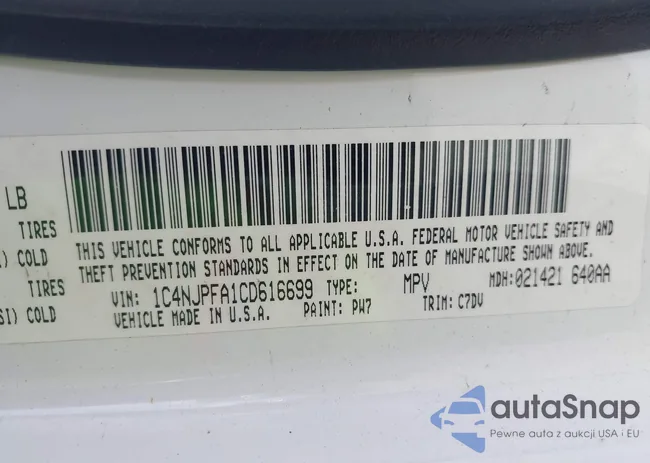 LB
TIRES
COLD
TIRES
SI) COLD
THIS VEHICLE CONFORMS TO ALL APPLICABLE U.S.A. FEDERAL MOTOR VEHICLE SAFETY AND
THEFT PREVENTION STANDARDS IN EFFECT ON THE DATE OF MANUFACTURE SHOWN ABOVE.
VIN: 1C4NJPFA1CD616699 TYPE: MPV MDH:021421 640AA
VEHICLE MADE IN U.S.A. PAINT: PW7 TRIM: C7DV
autoSnap
Pewne auta z aukcji USA i EU